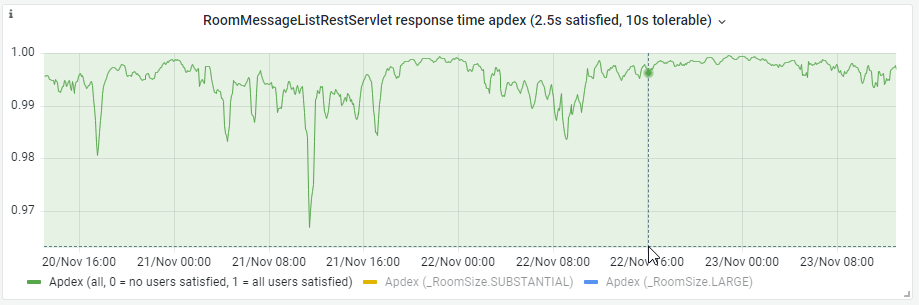 i
RoomMessageListRestServlet response time apdex (2.5s satisfied, 10s tolerable)
1.00
0.99
0.98
0.97
20/Nov 16:00 21/Nov 00:00 21/Nov 08:00 21/Nov 16:00 22/Nov 00:00 22/Nov 08:00 22/Nov 16:00 23/Nov 00:00 23/Nov 08:00
Apdex (all, 0 = no users satisfied, 1 = all users satisfied) Apdex (_RoomSize.SUBSTANTIAL) Apdex (_RoomSize.LARGE)